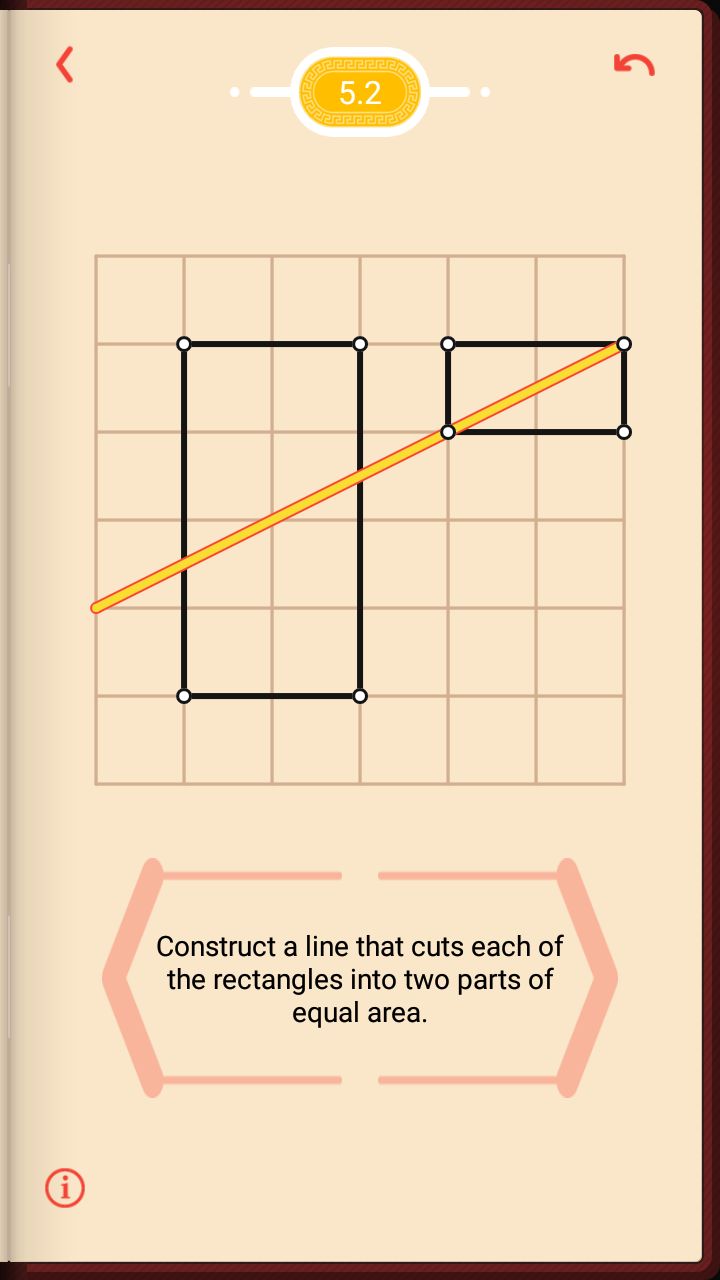 5.2
Construct a line that cuts each of
the rectangles into two parts of
equal area.
i